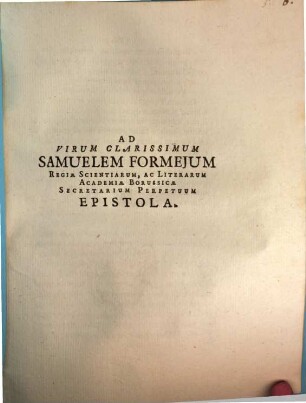 AD
VIRUM CLARISSIMUM
SAMUELEM FORMEJUM
REGIÆ SCIENTIARUM, AC LITERARUM
ACADEMIÆ BORUSSICÆ
SECRETARIUM PERPETUUM
EPISTOLA.